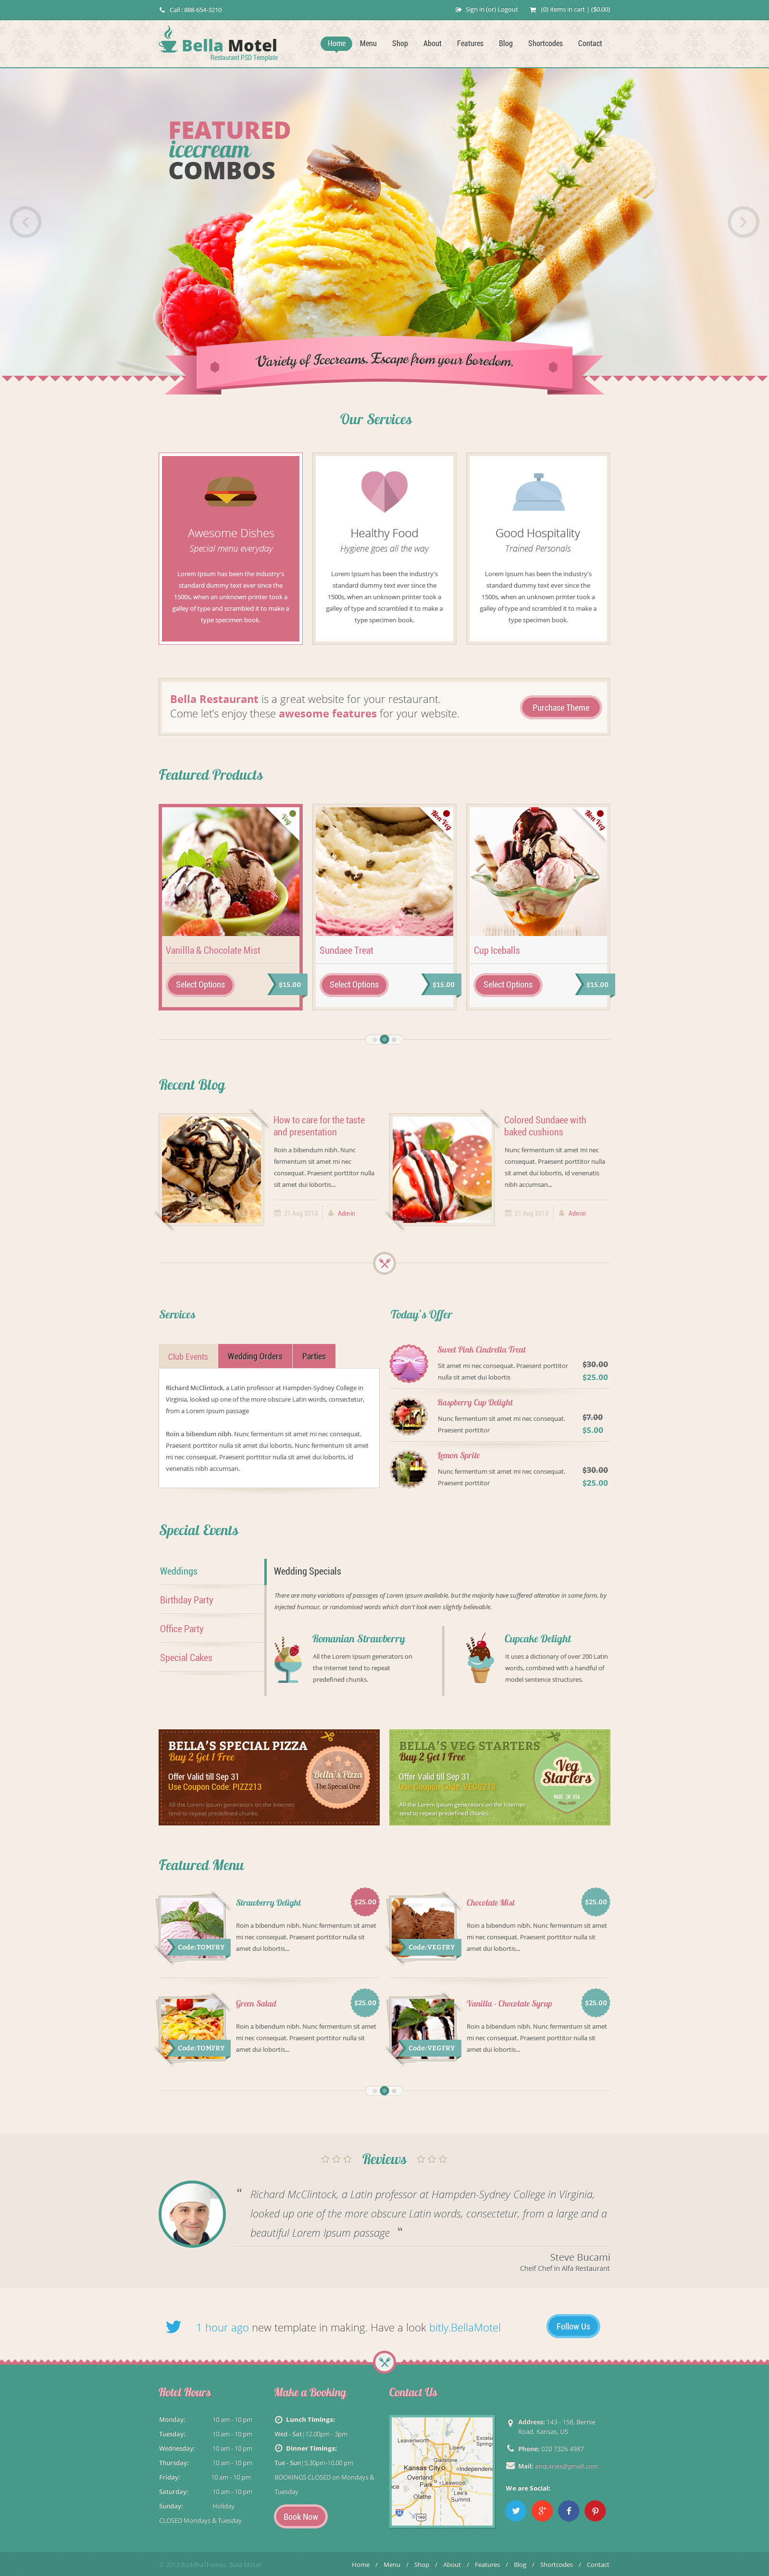 Call : 888-654-3210
Sign in (or) Logout
(0) items in cart | ($0.00)
Bella Motel
Restaurant PSD Template
Home Menu Shop About Features Blog Shortcodes Contact
FEATURED
icecream
COMBOS
Variety of Icecreams. Escape from your boredom.
Our Services
Awesome Dishes
Special menu everyday
Lorem Ipsum has been the industry's
standard dummy text ever since the
1500s, when an unknown printer took a
galley of type and scrambled it to make a
type specimen book.
Healthy Food
Hygiene goes all the way
Lorem Ipsum has been the industry's
standard dummy text ever since the
1500s, when an unknown printer took a
galley of type and scrambled it to make a
type specimen book.
Good Hospitality
Trained Personals
Lorem Ipsum has been the industry's
standard dummy text ever since the
1500s, when an unknown printer took a
galley of type and scrambled it to make a
type specimen book.
Bella Restaurant is a great website for your restaurant.
Come let's enjoy these awesome features for your website.
Purchase Theme
Featured Products
Veg
Vanillla & Chocolate Mist
Select Options
$15.00
Non Veg
Sundaee Treat
Select Options
$15.00
Non Veg
Cup Iceballs
Select Options
$15.00
Recent Blog
How to care for the taste
and presentation
Roin a bibendum nibh. Nunc
fermentum sit amet mi nec
consequat. Praesent porttitor nulla
sit amet dui lobortis...
21 Aug 2013
Admin
Colored Sundaee with
baked cushions
Nunc fermentum sit amet mi nec
consequat. Praesent porttitor nulla
sit amet dui lobortis, id venenatis
nibh accumsan...
21 Aug 2013
Admin
Services
Club Events
Wedding Orders
Parties
Richard McClintock, a Latin professor at Hampden-Sydney College in
Virginia, looked up one of the more obscure Latin words, consectetur,
from a Lorem Ipsum passage
Roin a bibendum nibh. Nunc fermentum sit amet mi nec consequat.
Praesent porttitor nulla sit amet dui lobortis. Nunc fermentum sit amet
mi nec consequat. Praesent porttitor nulla sit amet dui lobortis, id
venenatis nibh accumsan.
Today's Offer
Sweet Pink Cindrella Treat
Sit amet mi nec consequat. Praesent porttitor
nulla sit amet dui lobortis
$30.00
$25.00
Raspberry Cup Delight
Nunc fermentum sit amet mi nec consequat.
Praesent porttitor
$7.00
$5.00
Lemon Sprite
Nunc fermentum sit amet mi nec consequat.
Praesent porttitor
$30.00
$25.00
Special Events
Weddings
Birthday Party
Office Party
Special Cakes
Wedding Specials
There are many variations of passages of Lorem Ipsum available, but the majority have suffered alteration in some form, by
injected humour, or randomised words which don't look even slightly believable.
Romanian Strawberry
All the Lorem Ipsum generators on
the Internet tend to repeat
predefined chunks.
Cupcake Delight
It uses a dictionary of over 200 Latin
words, combined with a handful of
model sentence structures.
BELLA'S SPECIAL PIZZA
Buy 2 Get 1 Free
Offer Valid till Sep 31
Use Coupon Code: PIZZ213
All the Lorem Ipsum generators on the Internet
tend to repeat predefined chunks.
Bella's Pizza
The Special One
BELLA'S VEG STARTERS
Buy 2 Get 1 Free
Offer Valid till Sep 31
Use Coupon Code: VEGS213
All the Lorem Ipsum generators on the Internet
tend to repeat predefined chunks.
Veg
Starters
MADE IN USA
Featured Menu
Strawberry Delight
$25.00
Roin a bibendum nibh. Nunc fermentum sit amet
mi nec consequat. Praesent porttitor nulla sit
amet dui lobortis...
Code:TOMFRY
Chocolate Mist
$25.00
Roin a bibendum nibh. Nunc fermentum sit amet
mi nec consequat. Praesent porttitor nulla sit
amet dui lobortis...
Code:VEGFRY
Green Salad
$25.00
Roin a bibendum nibh. Nunc fermentum sit amet
mi nec consequat. Praesent porttitor nulla sit
amet dui lobortis...
Code:TOMFRY
Vanilla - Chocolate Syrup
$25.00
Roin a bibendum nibh. Nunc fermentum sit amet
mi nec consequat. Praesent porttitor nulla sit
amet dui lobortis...
Code:VEGFRY
Reviews
“ Richard McClintock, a Latin professor at Hampden-Sydney College in Virginia,
looked up one of the more obscure Latin words, consectetur, from a large and a
beautiful Lorem Ipsum passage “
Steve Bucami
Cheif Chef in Alfa Restaurant
1 hour ago new template in making. Have a look bitly.BellaMotel
Follow Us
Hotel Hours
Monday: 10 am - 10 pm
Tuesday: 10 am - 10 pm
Wednesday: 10 am - 10 pm
Thursday: 10 am - 10 pm
Friday: 10 am - 10 pm
Saturday: 10 am - 10 pm
Sunday: Holiday
CLOSED Mondays & Tuesday
Make a Booking
Lunch Timings:
Wed - Sat|12.00pm - 3pm
Dinner Timings:
Tue - Sun|5.30pm-10.00 pm
BOOKINGS CLOSED on Mondays &
Tuesday
Book Now
Contact Us
Leavenworth
Excelsi
Spring
Liberty
Gladstone
Kansas City
Independence
Overland
Park
Leawood
Lee's
Summit
Olathe
Address: 143 - 158, Bernie
Road, Kansas, US
Phone: 020 7326 4987
Mail: enquiries@gmail.com
We are Social:
© 2013 BuddhaThemes. Bella Motel
Home / Menu / Shop / About / Features / Blog / Shortcodes / Contact